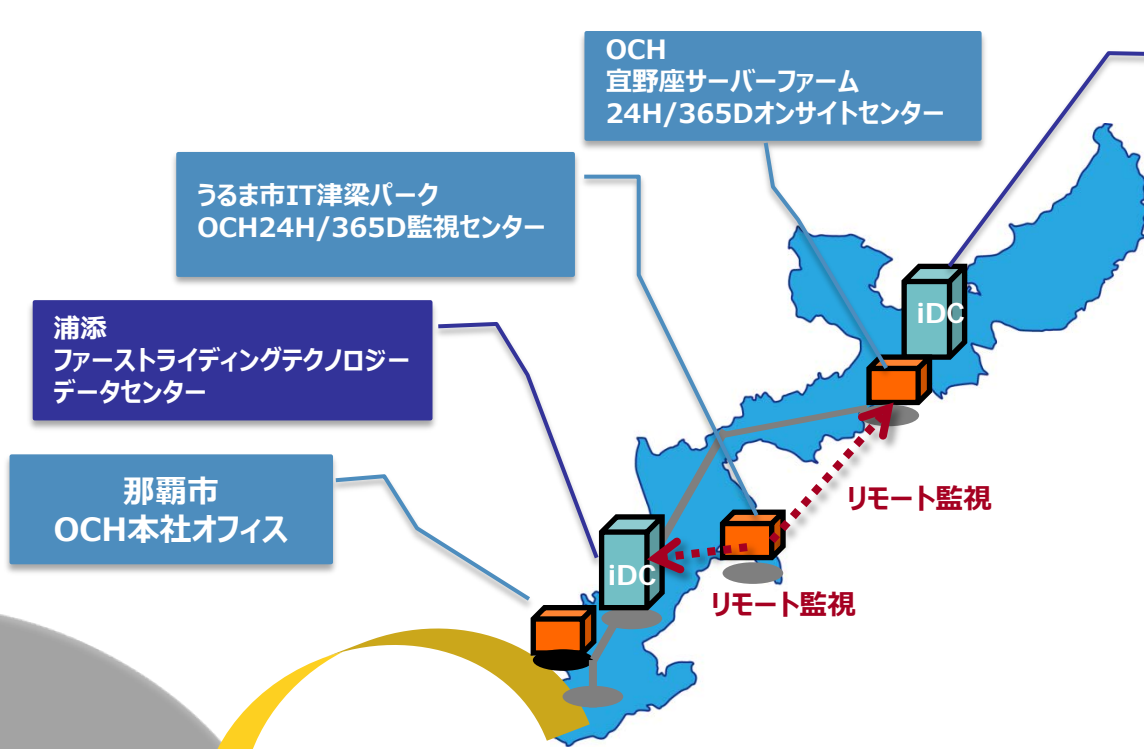 OCH
宜野座サーバーファーム
24H/365Dオンサイトセンター
うるま市IT津梁パーク
OCH24H/365D監視センター
浦添
ファーストライディングテクノロジー
データセンター
那覇市
OCH本社オフィス
iDC
リモート監視
iDC
リモート監視